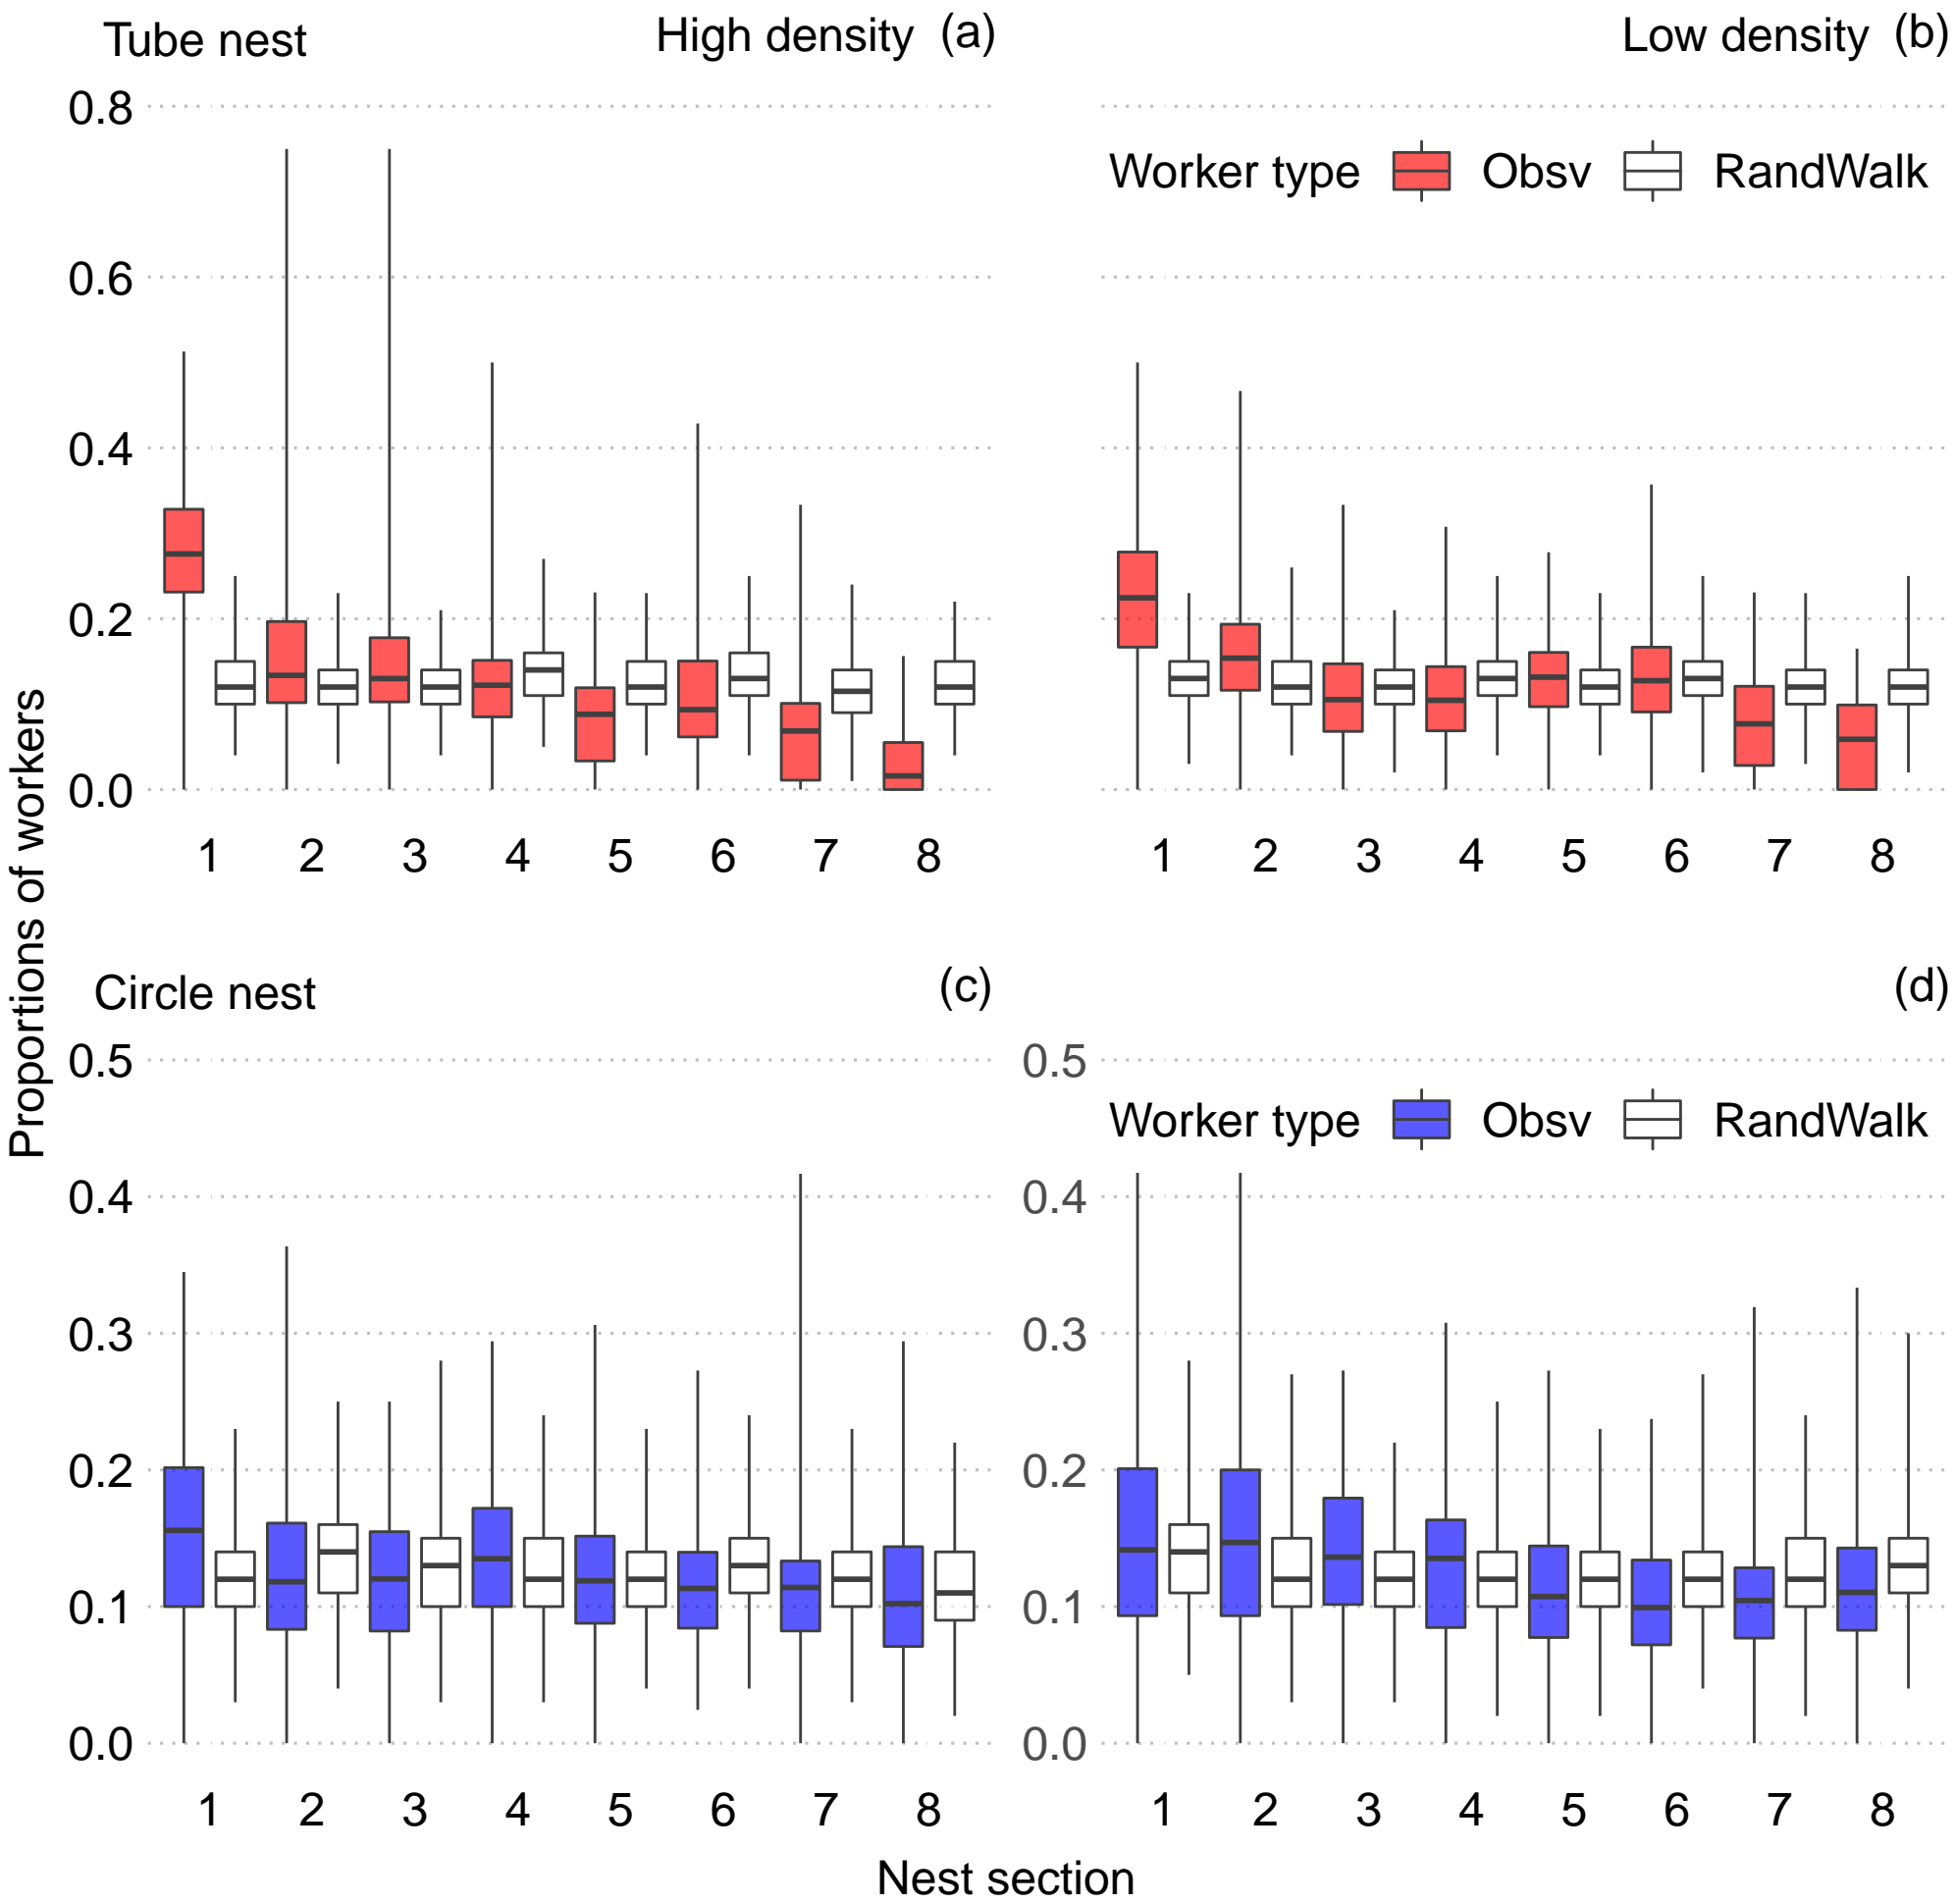 Tube nest High density (a) Low density (b)
0.8
Worker type Obsv RandWalk
0.6
0.4
0.2
0.0
1 2 3 4 5 6 7 8 1 2 3 4 5 6 7 8
Proportions of workers
Circle nest (c) (d)
0.5 0.5
Worker type Obsv RandWalk
0.4 0.4
0.3 0.3
0.2 0.2
0.1 0.1
0.0 0.0
1 2 3 4 5 6 7 8 1 2 3 4 5 6 7 8
Nest section